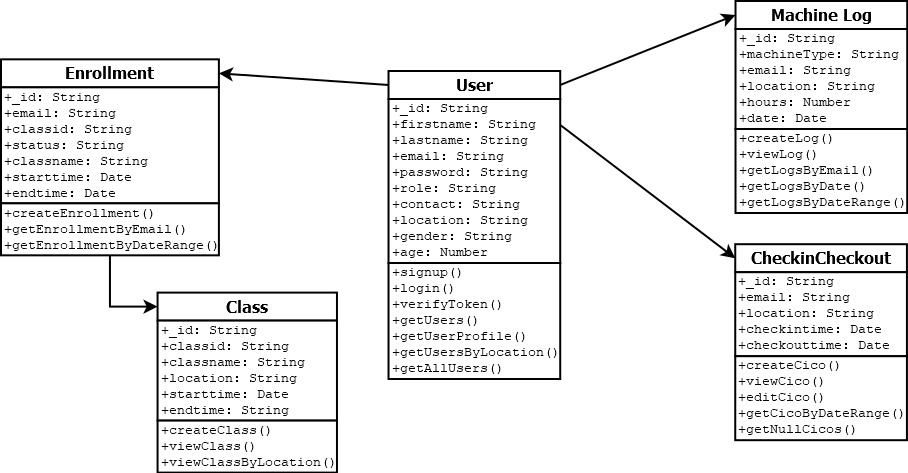 Enrollment
+_id: String
+email: String
+classid: String
+status: String
+classname: String
+starttime: Date
+endtime: Date
+createEnrollment()
+getEnrollmentByEmail()
+getEnrollmentByDateRange()
Class
+_id: String
+classid: String
+classname: String
+location: String
+starttime: Date
+endtime: String
+createClass()
+viewClass()
+viewClassByLocation()
User
+_id: String
+firstname: String
+lastname: String
+email: String
+password: String
+role: String
+contact: String
+location: String
+gender: String
+age: Number
+signup()
+login()
+verifyToken()
+getUsers()
+getUserProfile()
+getUsersByLocation()
+getAllUsers()
Machine Log
+_id: String
+machineType: String
+email: String
+location: String
+hours: Number
+date: Date
+createLog()
+viewLog()
+getLogsByEmail()
+getLogsByDate()
+getLogsByDateRange()
CheckinCheckout
+_id: String
+email: String
+location: String
+checkintime: Date
+checkouttime: Date
+createCico()
+viewCico()
+editCico()
+getCicoByDateRange()
+getNullCicos()